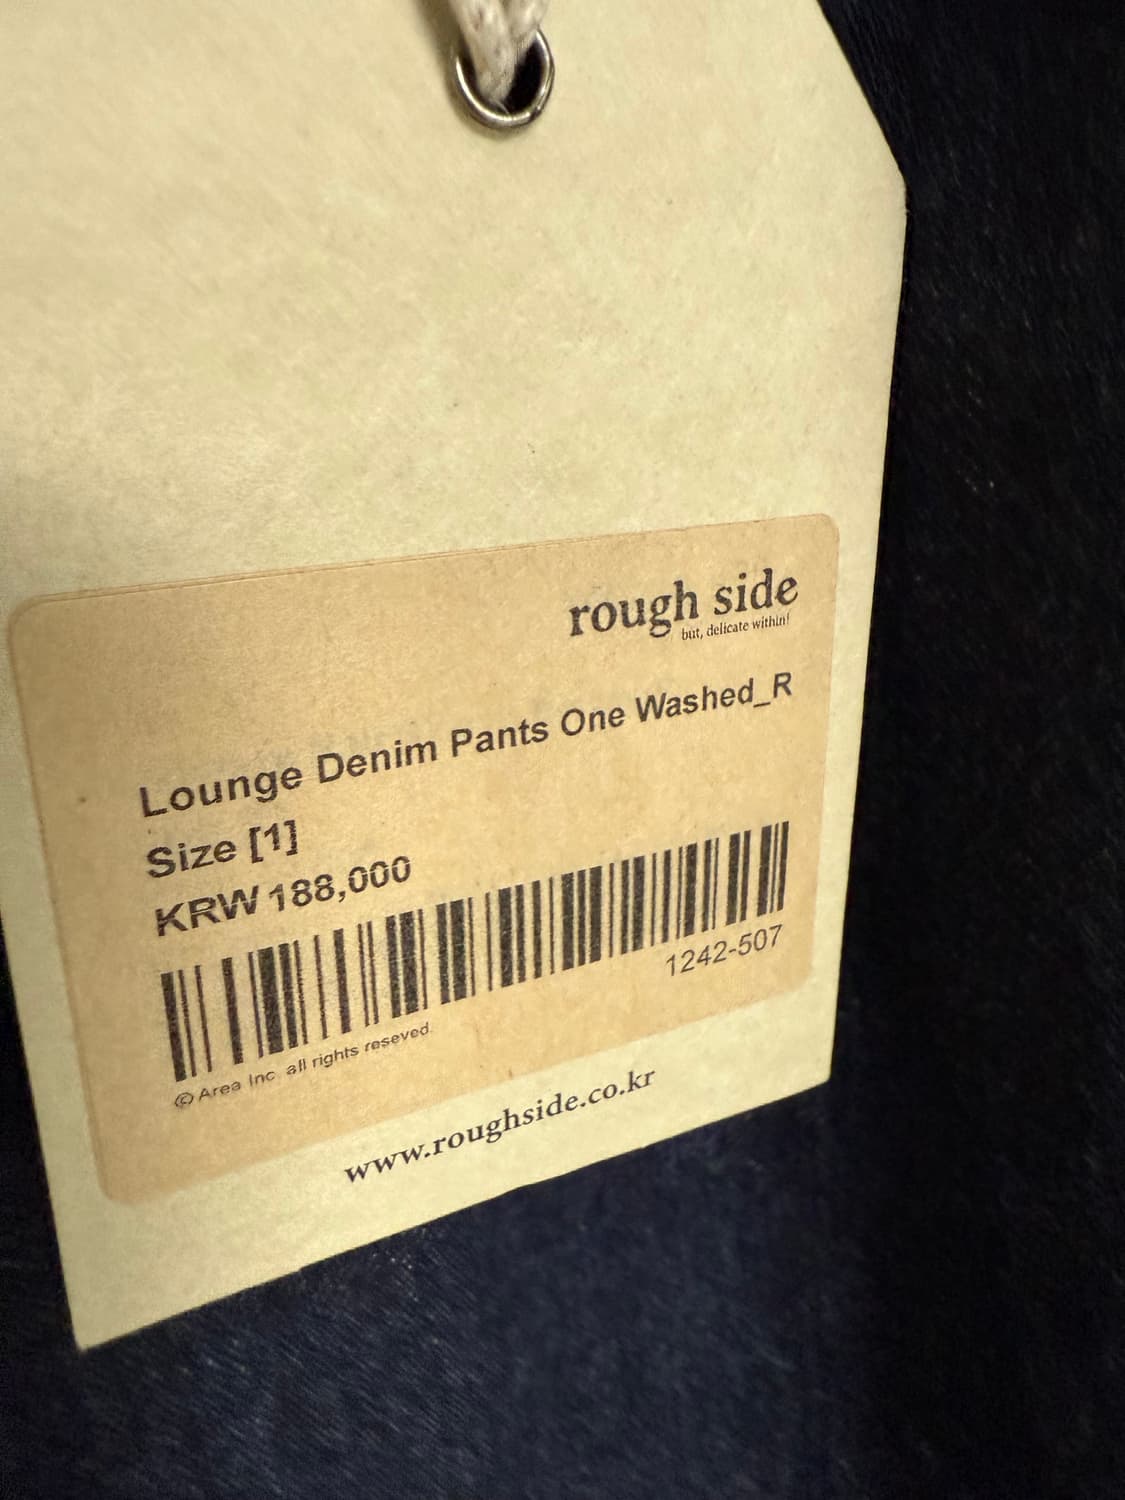 rough side
but, delicate within!
Lounge Denim Pants One Washed_R
Size [1]
KRW 188,000
1242-507
© Area Inc. all rights reseved.
www.roughside.co.kr